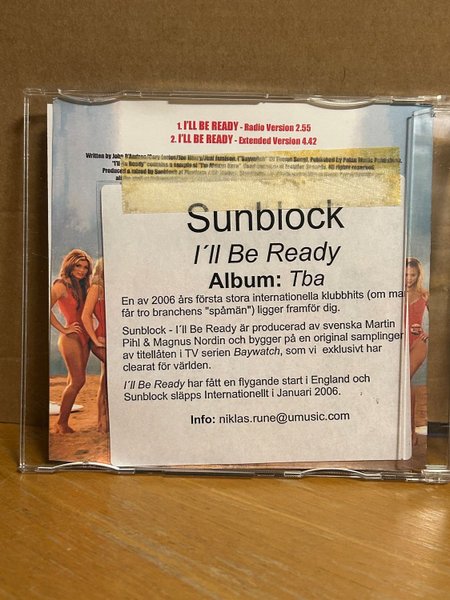 1. I'LL BE READY - Radio Version 2.55
2. I'LL BE READY - Extended Version 4.42
Sunblock
I´ll Be Ready
Album: Tba
En av 2006 års första stora internationella klubbhits (om man
får tro branchens "spåmän") ligger framför dig.
Sunblock - I´ll Be Ready är producerad av svenska Martin
Pihl & Magnus Nordin och bygger på en original samplingen
av titellåten i TV serien Baywatch, som vi exklusivt har
clearat för världen.
I´ll Be Ready har fått en flygande start i England och
Sunblock släpps Internationellt i Januari 2006.
Info: niklas.rune@umusic.com